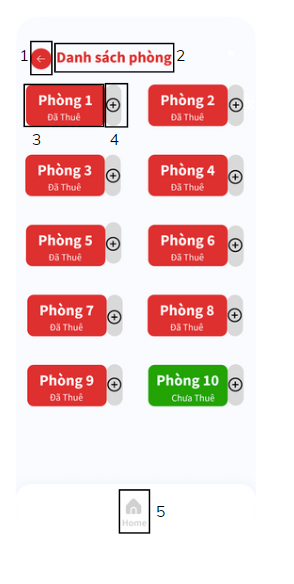 1 Danh sách phòng 2
Phòng 1 Phòng 2
Đã Thuê Đã Thuê
3 4
Phòng 3 Phòng 4
Đã Thuê Đã Thuê
Phòng 5 Phòng 6
Đã Thuê Đã Thuê
Phòng 7 Phòng 8
Đã Thuê Đã Thuê
Phòng 9 Phòng 10
Đã Thuê Chưa Thuê
5
Home